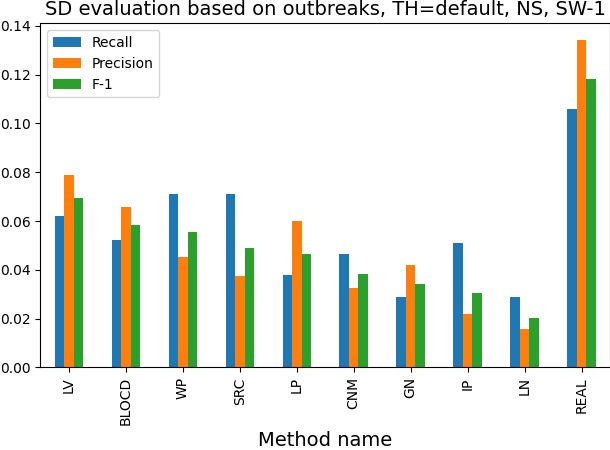 SD evaluation based on outbreaks, TH=default, NS, SW-1
0.14
0.12
0.10
0.08
0.06
0.04
0.02
0.00
Recall
Precision
F-1
LV
BLOCD
WP
SRC
LP
CNM
GN
IP
LN
REAL
Method name